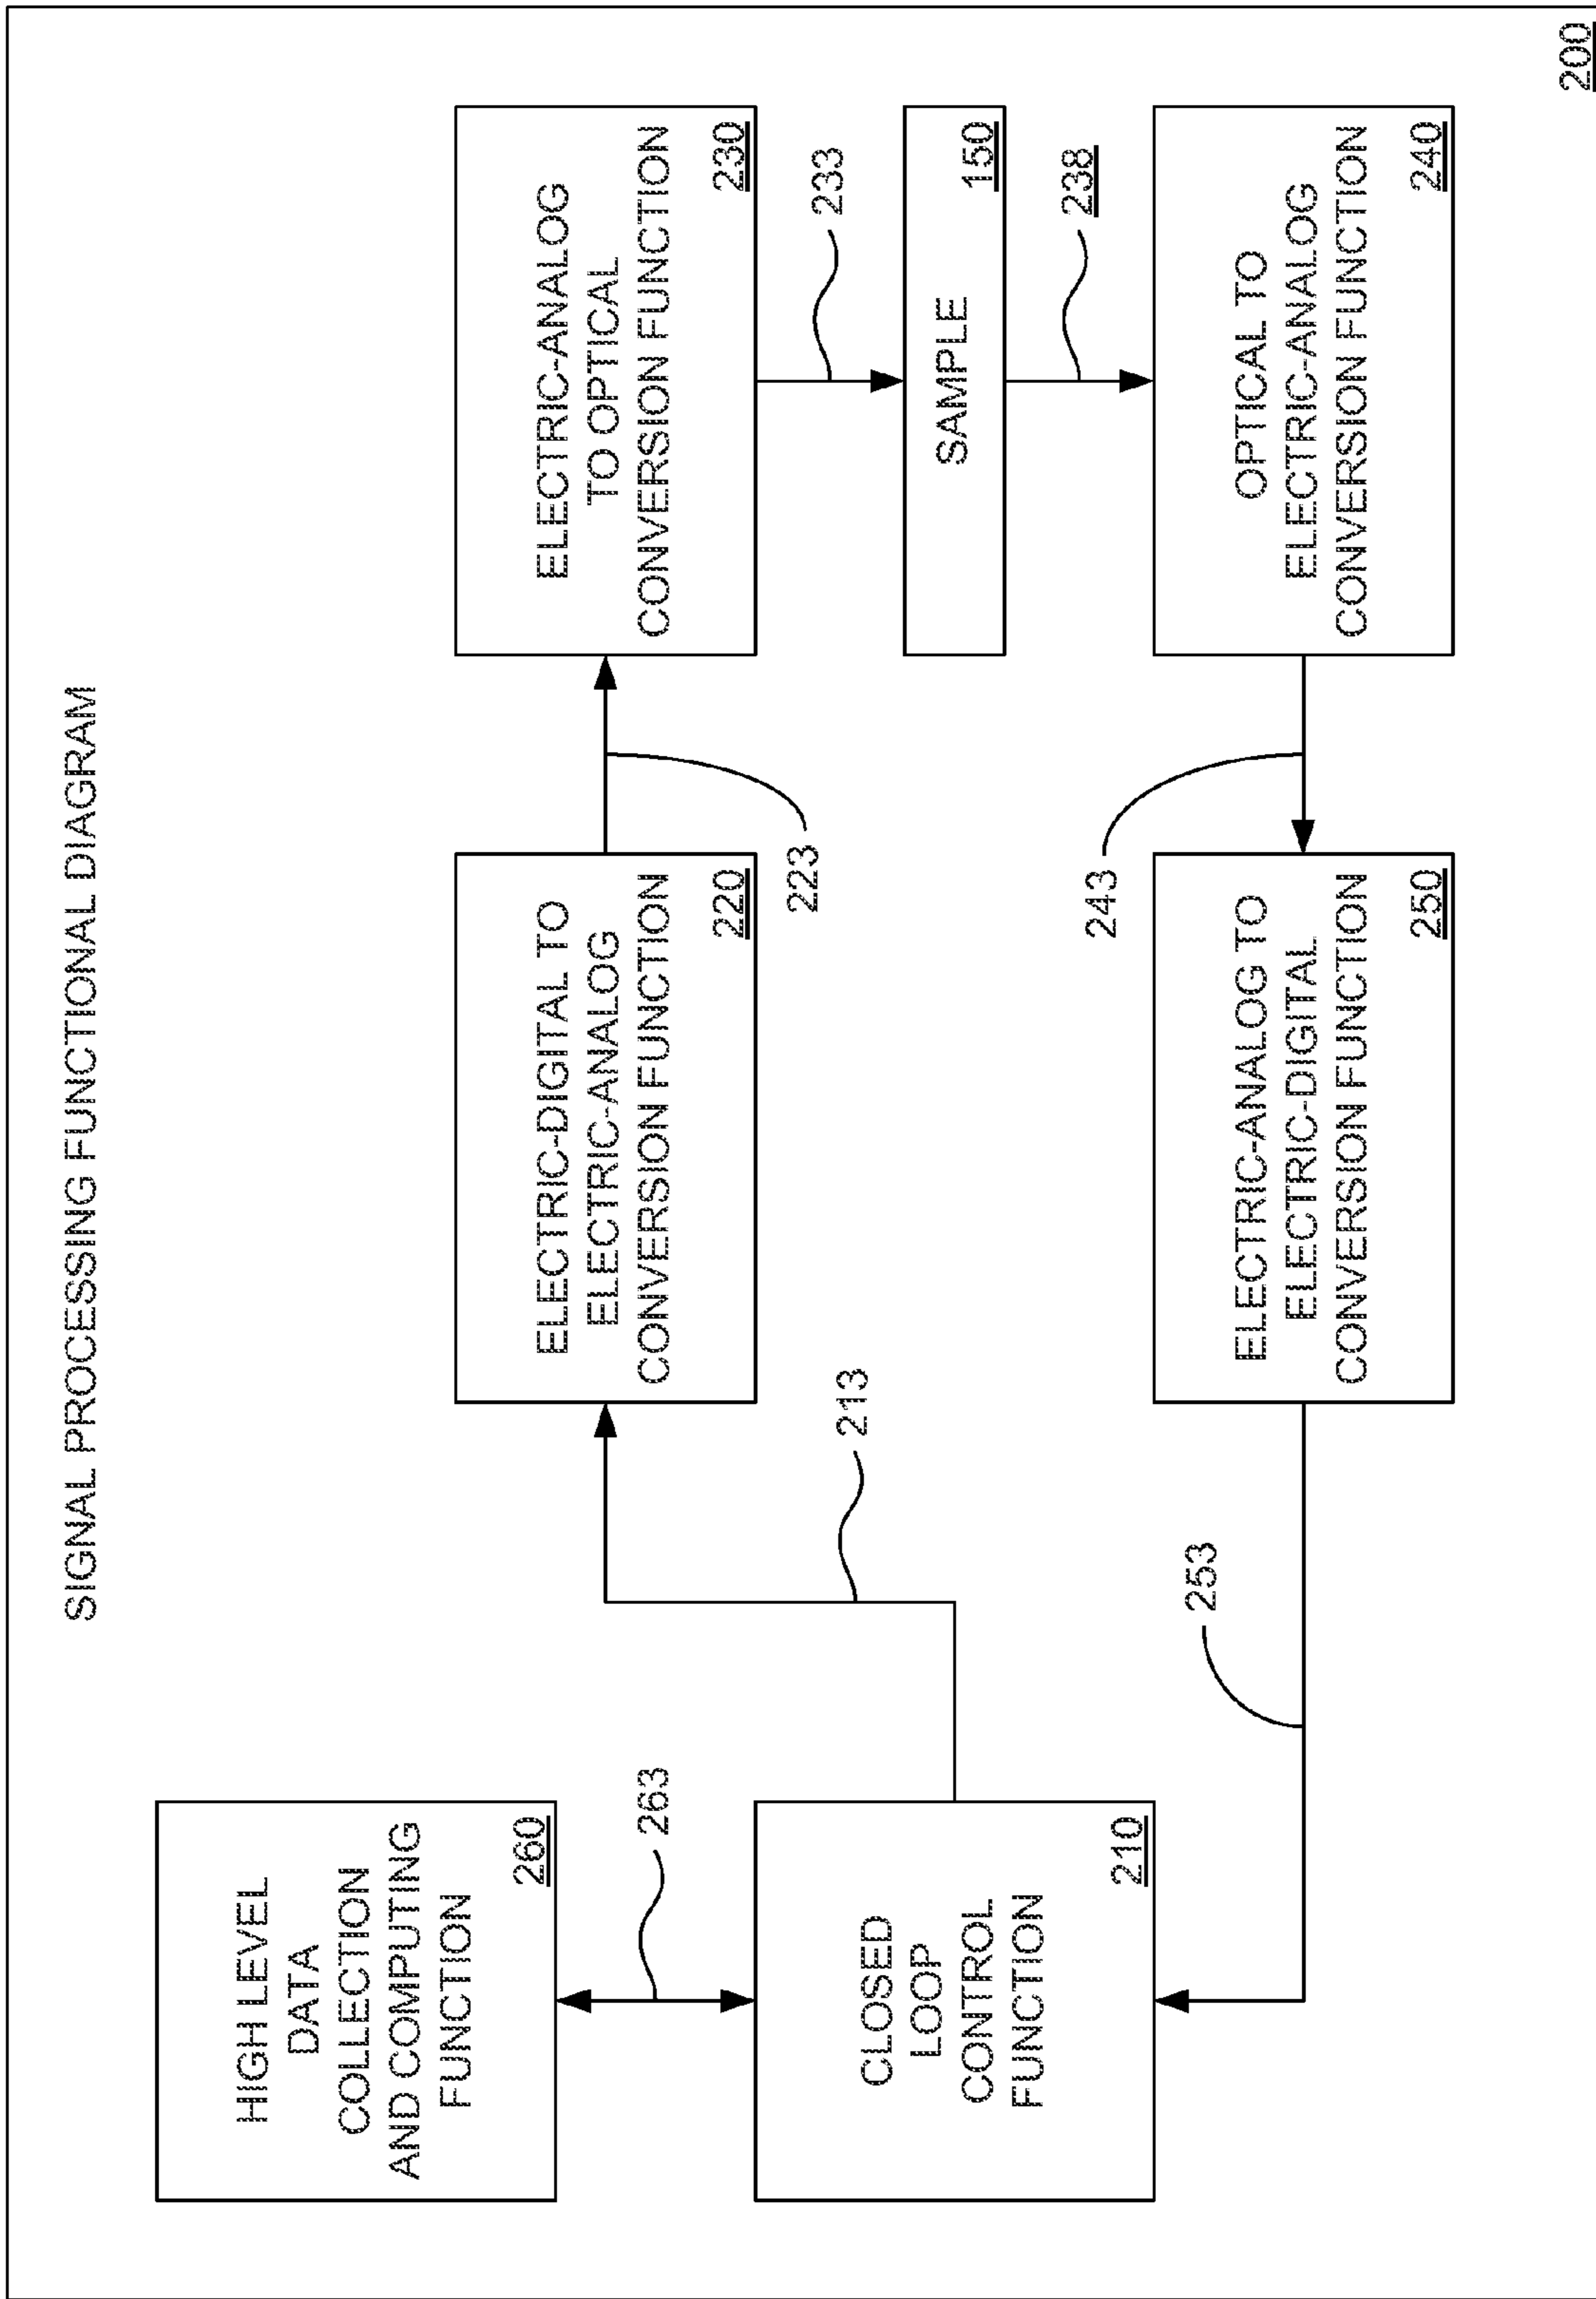 SIGNAL PROCESSING FUNCTIONAL DIAGRAM
HIGH LEVEL
DATA
COLLECTION
AND COMPUTING
FUNCTION
260
263
CLOSED
LOOP
CONTROL
FUNCTION
210
213
ELECTRIC-DIGITAL TO
ELECTRIC-ANALOG
CONVERSION FUNCTION
220
223
ELECTRIC-ANALOG
TO OPTICAL
CONVERSION FUNCTION
230
233
SAMPLE
150
238
OPTICAL TO
ELECTRIC-ANALOG
CONVERSION FUNCTION
240
243
ELECTRIC-ANALOG TO
ELECTRIC-DIGITAL
CONVERSION FUNCTION
250
253
200